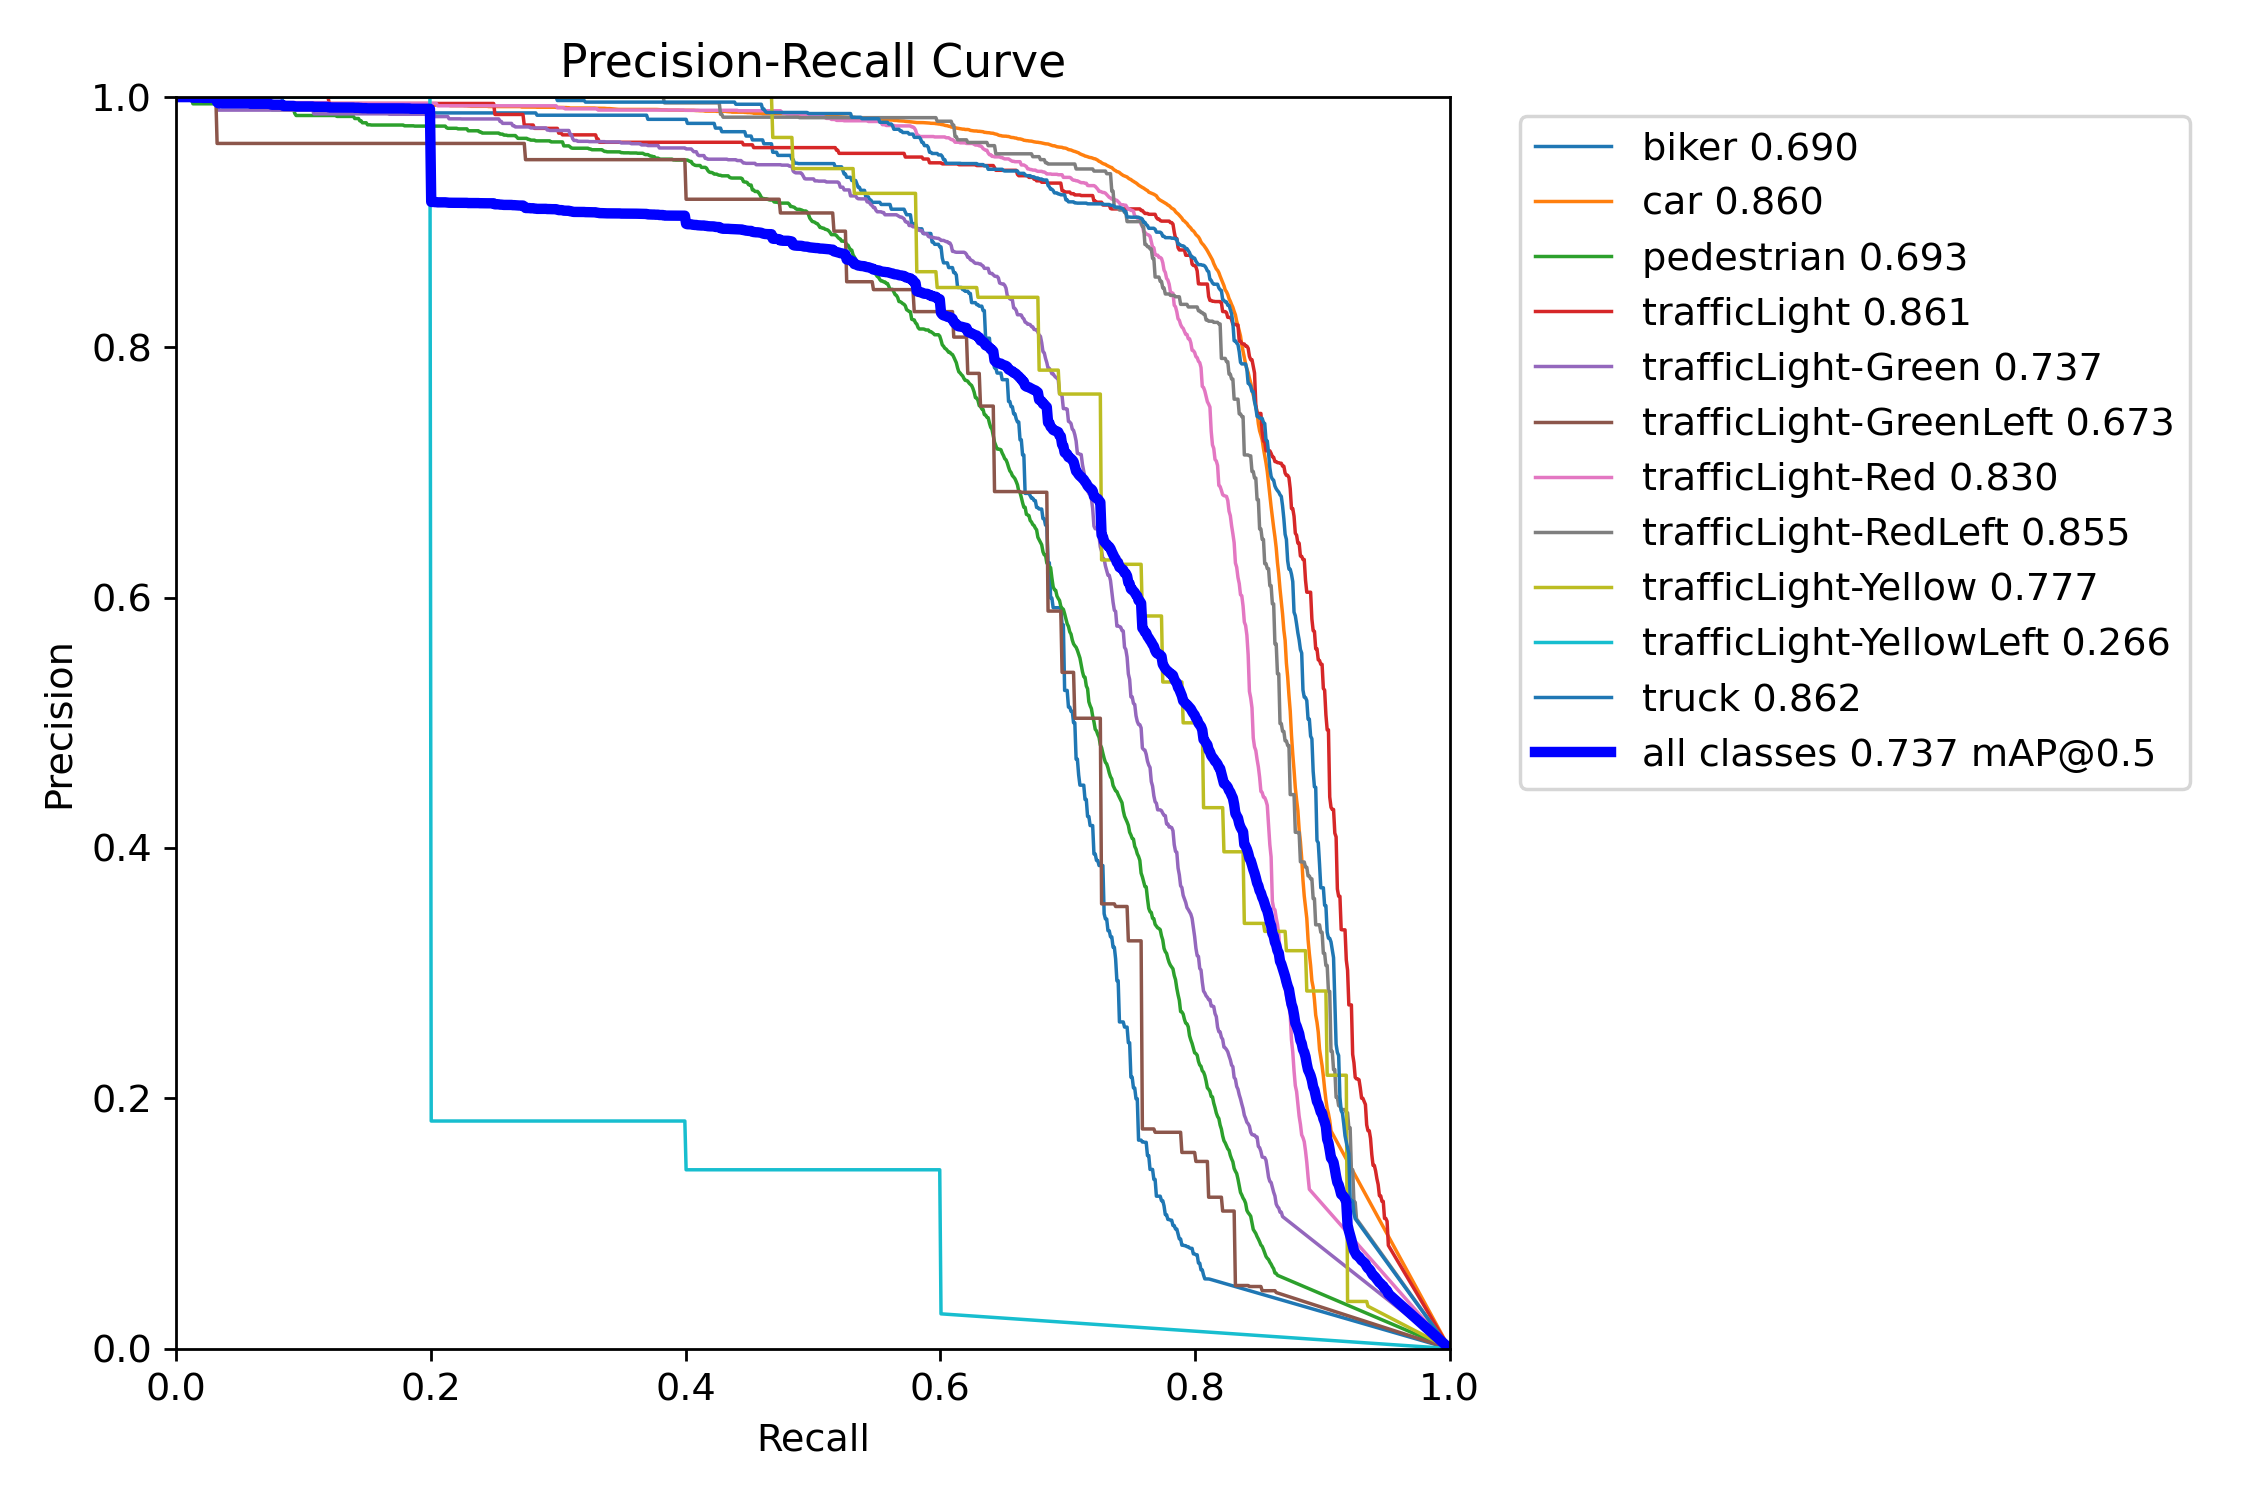 Precision-Recall Curve
1.0
0.8
0.6
0.4
0.2
0.0
Precision
0.0 0.2 0.4 0.6 0.8 1.0
Recall
biker 0.690
car 0.860
pedestrian 0.693
trafficLight 0.861
trafficLight-Green 0.737
trafficLight-GreenLeft 0.673
trafficLight-Red 0.830
trafficLight-RedLeft 0.855
trafficLight-Yellow 0.777
trafficLight-YellowLeft 0.266
truck 0.862
all classes 0.737 mAP@0.5